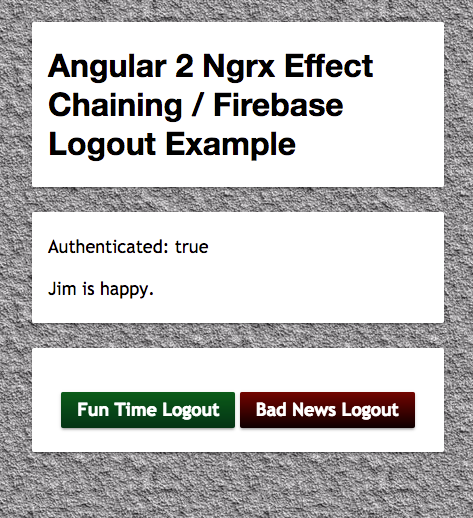 Angular 2 Ngrx Effect
Chaining / Firebase
Logout Example
Authenticated: true
Jim is happy.
Fun Time Logout
Bad News Logout